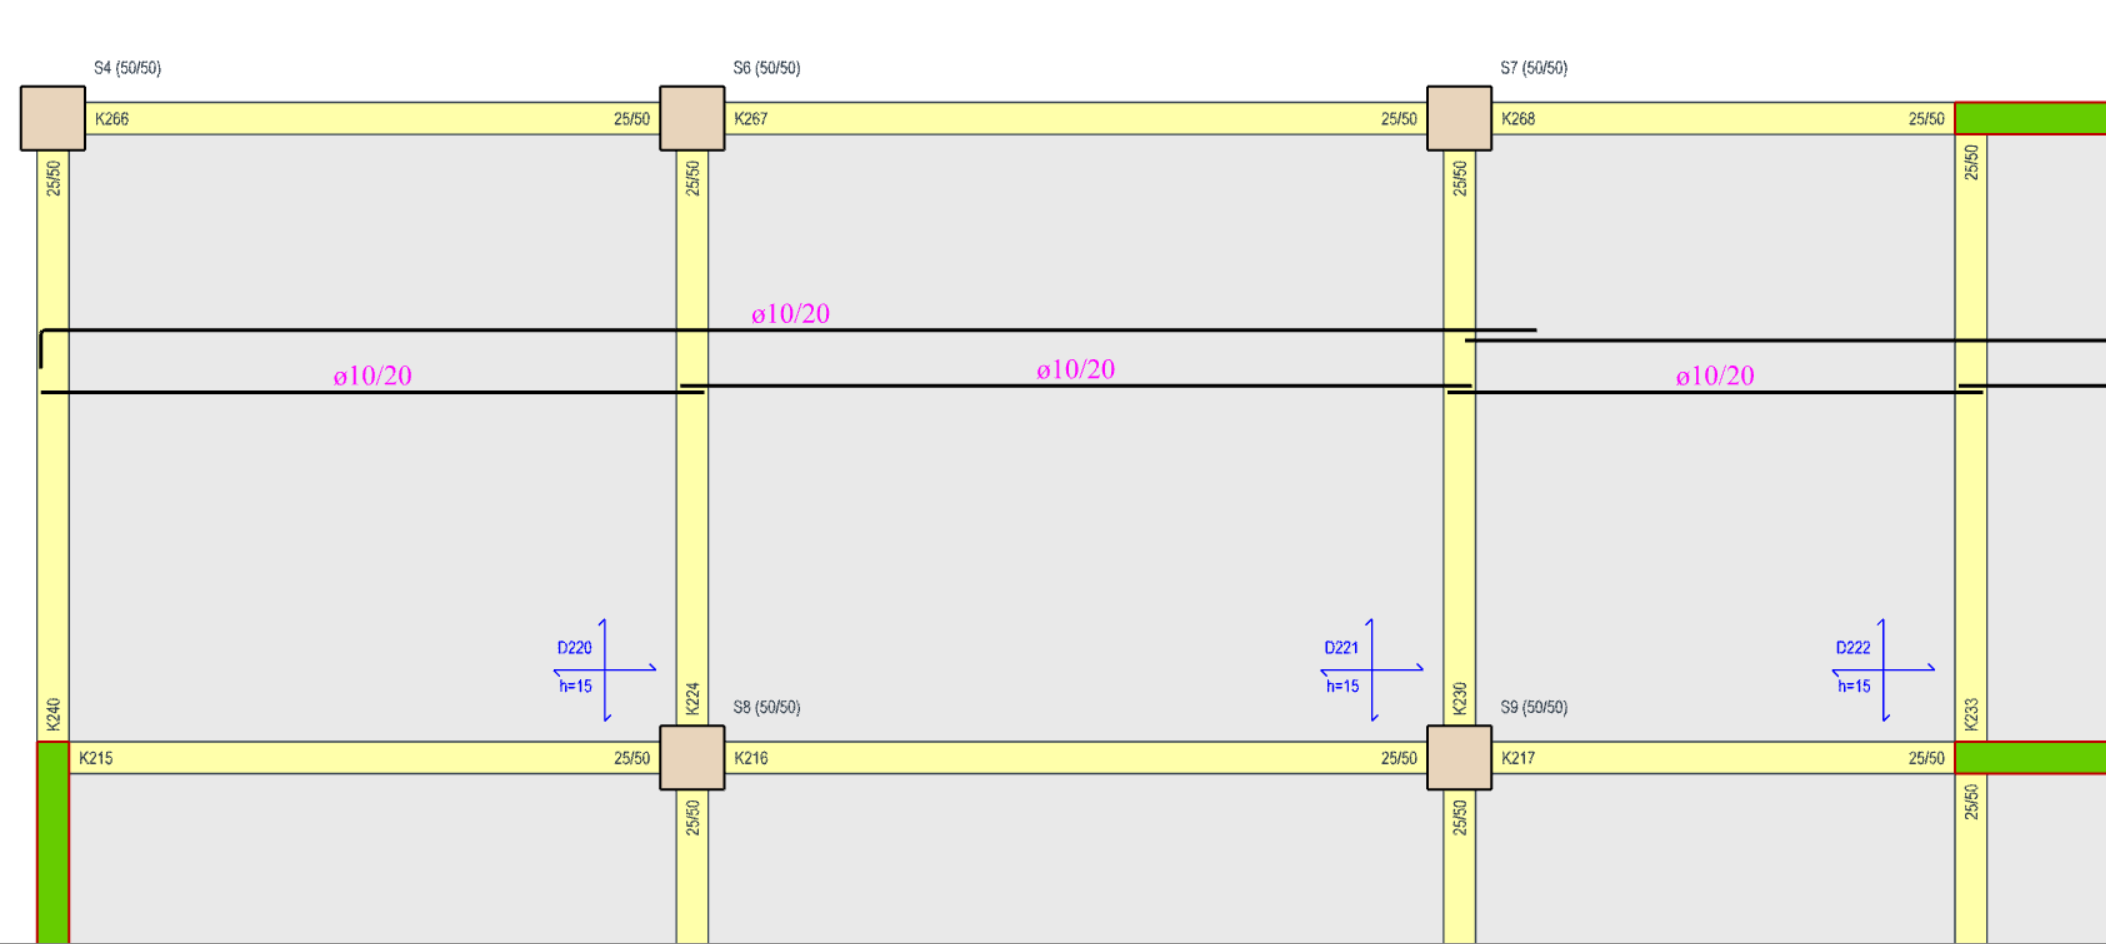 S4 (50/50)
S6 (50/50)
S7 (50/50)
K266
25/50
K267
25/50
K268
25/50
25/50
25/50
25/50
25/50
ø10/20
ø10/20
ø10/20
ø10/20
D220
h=15
D221
h=15
D222
h=15
K240
K224
K230
K233
S8 (50/50)
S9 (50/50)
K215
25/50
K216
25/50
K217
25/50
25/50
25/50
25/50